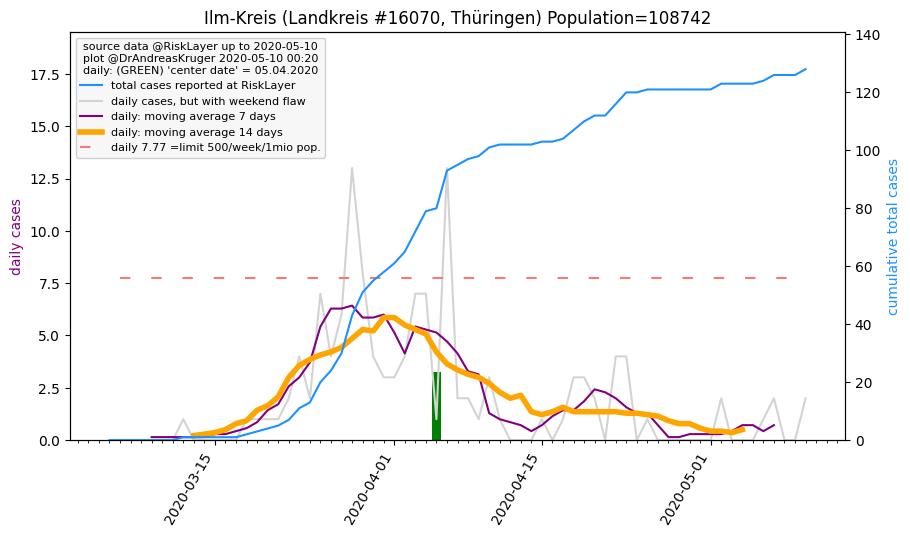 Ilm-Kreis (Landkreis #16070, Thüringen) Population=108742
source data @RiskLayer up to 2020-05-10
plot @DrAndreasKruger 2020-05-10 00:20
daily: (GREEN) 'center date' = 05.04.2020
total cases reported at RiskLayer
daily cases, but with weekend flaw
daily: moving average 7 days
daily: moving average 14 days
daily 7.77 =limit 500/week/1mio pop.
daily cases
17.5
15.0
12.5
10.0
7.5
5.0
2.5
0.0
140
120
100
80
60
40
20
0
cumulative total cases
2020-03-15
2020-04-01
2020-04-15
2020-05-01